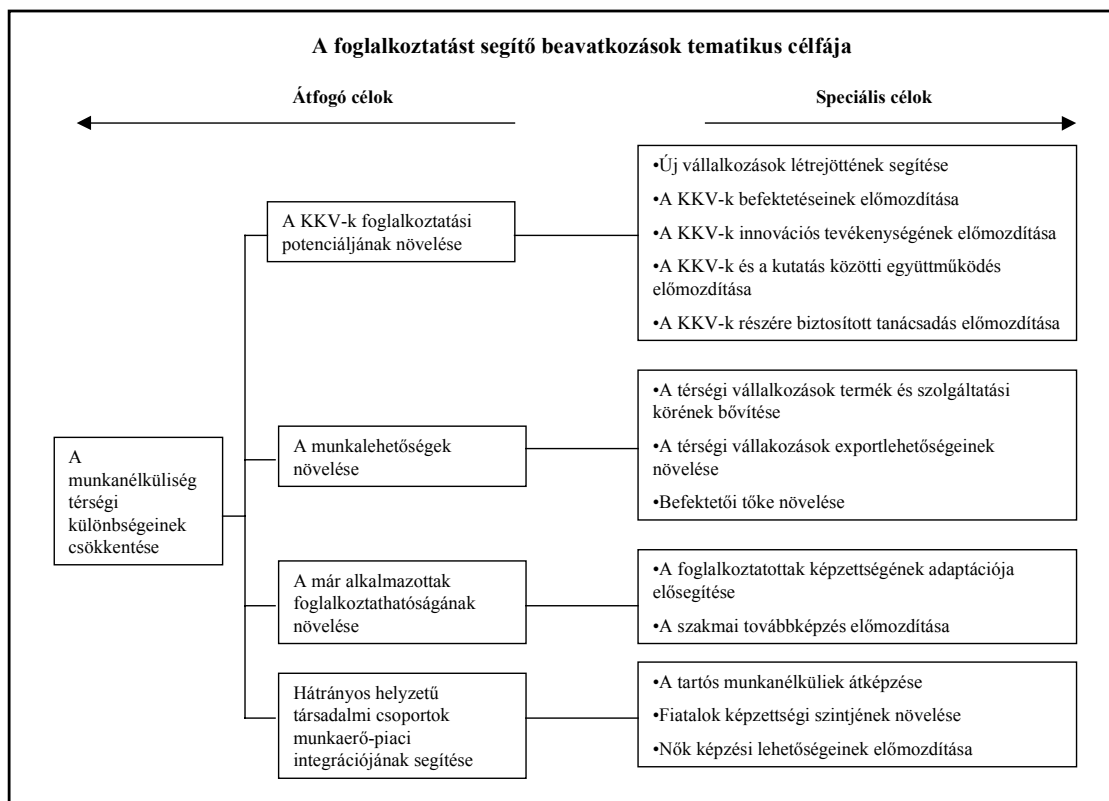 A foglalkoztatást segítő beavatkozások tematikus célfája
Átfogó célok
Speciális célok
A
munkanélküliség
térségi
különbségeinek
csökkentése
A KKV-k foglalkoztatási
potenciáljának növelése
•Új vállalkozások létrejöttének segítése
•A KKV-k befektetéseinek előmozdítása
•A KKV-k innovációs tevékenységének előmozdítása
•A KKV-k és a kutatás közötti együttműködés
előmozdítása
•A KKV-k részére biztosított tanácsadás előmozdítása
A munkalehetőségek
növelése
•A térségi vállalkozások termék és szolgáltatási
körének bővítése
•A térségi vállakozások exportlehetőségeinek
növelése
•Befektetői tőke növelése
A már alkalmazottak
foglalkoztathatóságának
növelése
•A foglalkoztatottak képzettségének adaptációja
elősegítése
•A szakmai továbbképzés előmozdítása
Hátrányos helyzetű
társadalmi csoportok
munkaerő-piaci
integrációjának segítése
•A tartós munkanélküliek átképzése
•Fiatalok képzettségi szintjének növelése
•Nők képzési lehetőségeinek előmozdítása